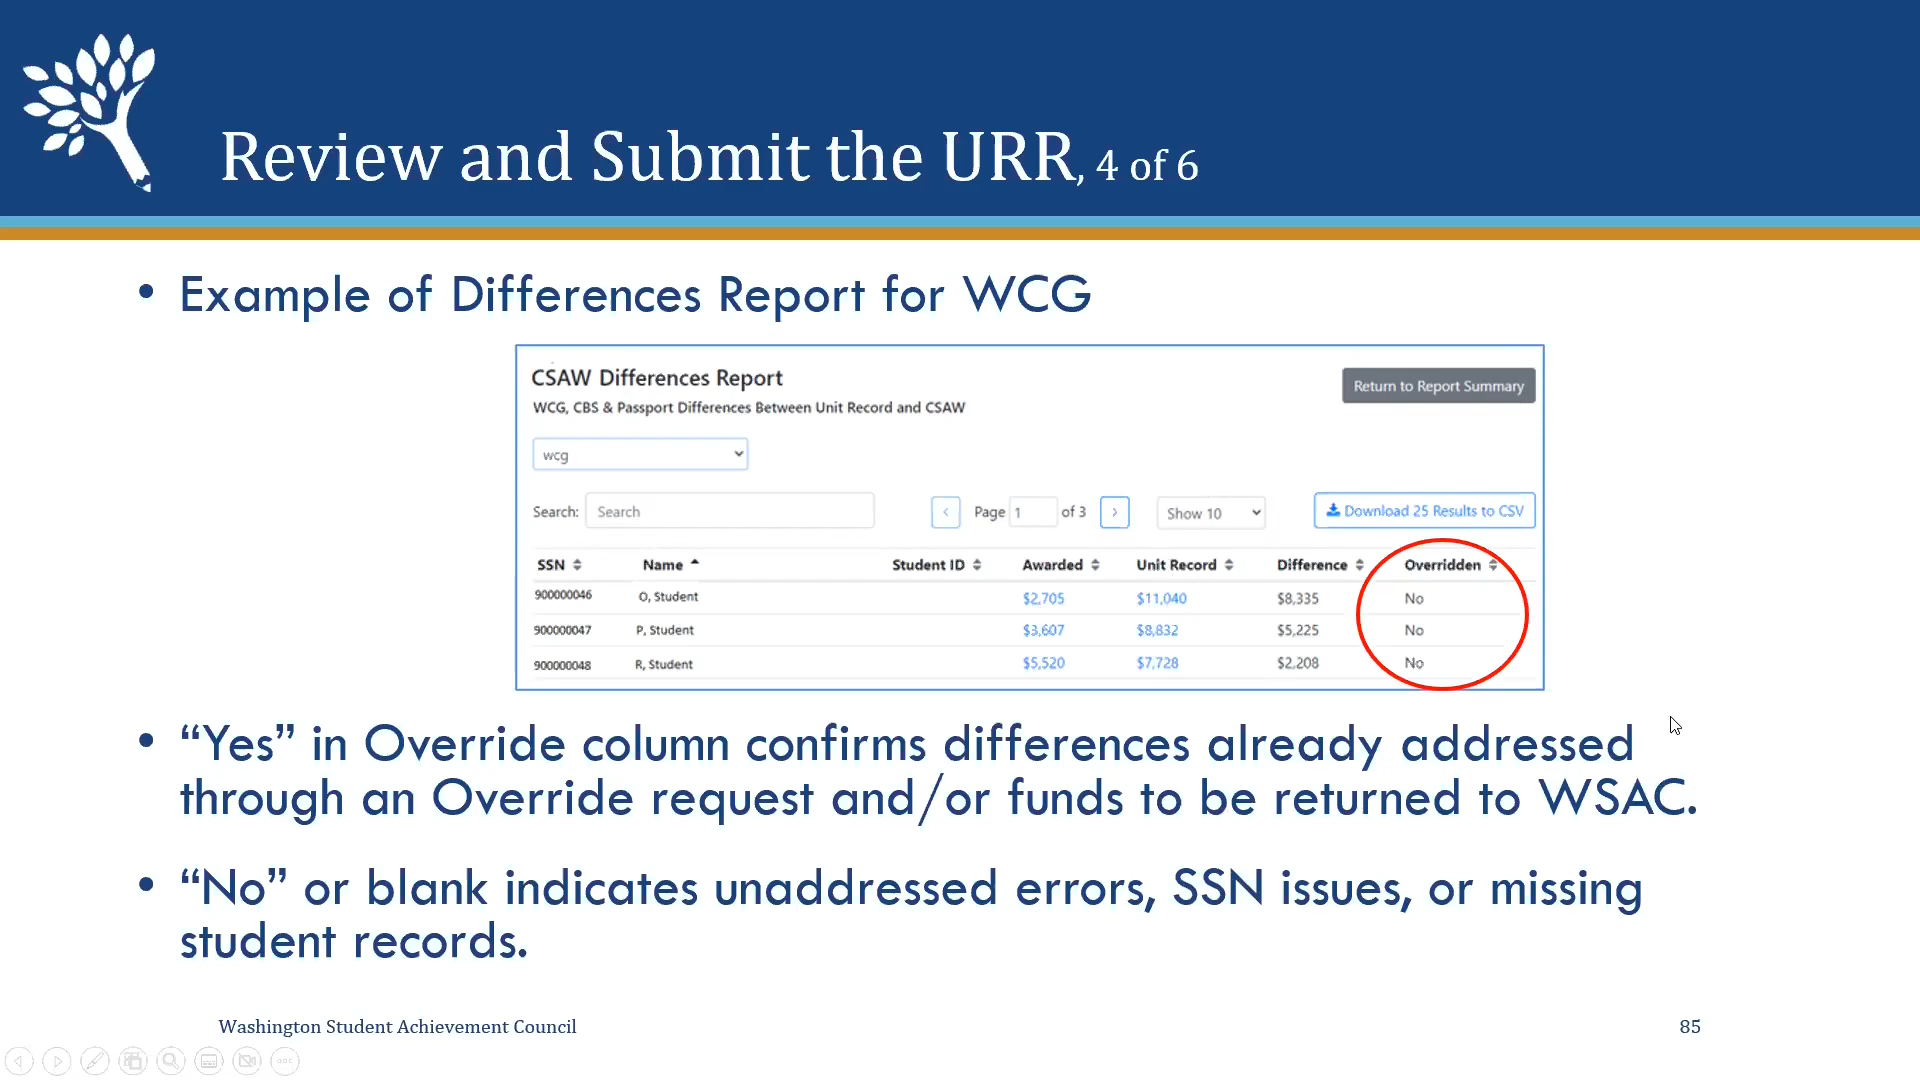 Review and Submit the URR, 4 of 6
• Example of Differences Report for WCG
CSAW Differences Report
Return to Report Summary
WCG, CBS & Passport Differences Between Unit Record and CSAW
wcg
Search: Search Page 1 of 3 Show 10 Download 25 Results to CSV
SSN Name Student ID Awarded Unit Record Difference Overridden
900000046 O, Student $2,705 $11,040 $8,335 No
900000047 P, Student $3,607 $8,832 $5,225 No
900000048 R, Student $5,520 $7,728 $2,208 No
• “Yes” in Override column confirms differences already addressed
through an Override request and/or funds to be returned to WSAC.
• “No” or blank indicates unaddressed errors, SSN issues, or missing
student records.
Washington Student Achievement Council 85